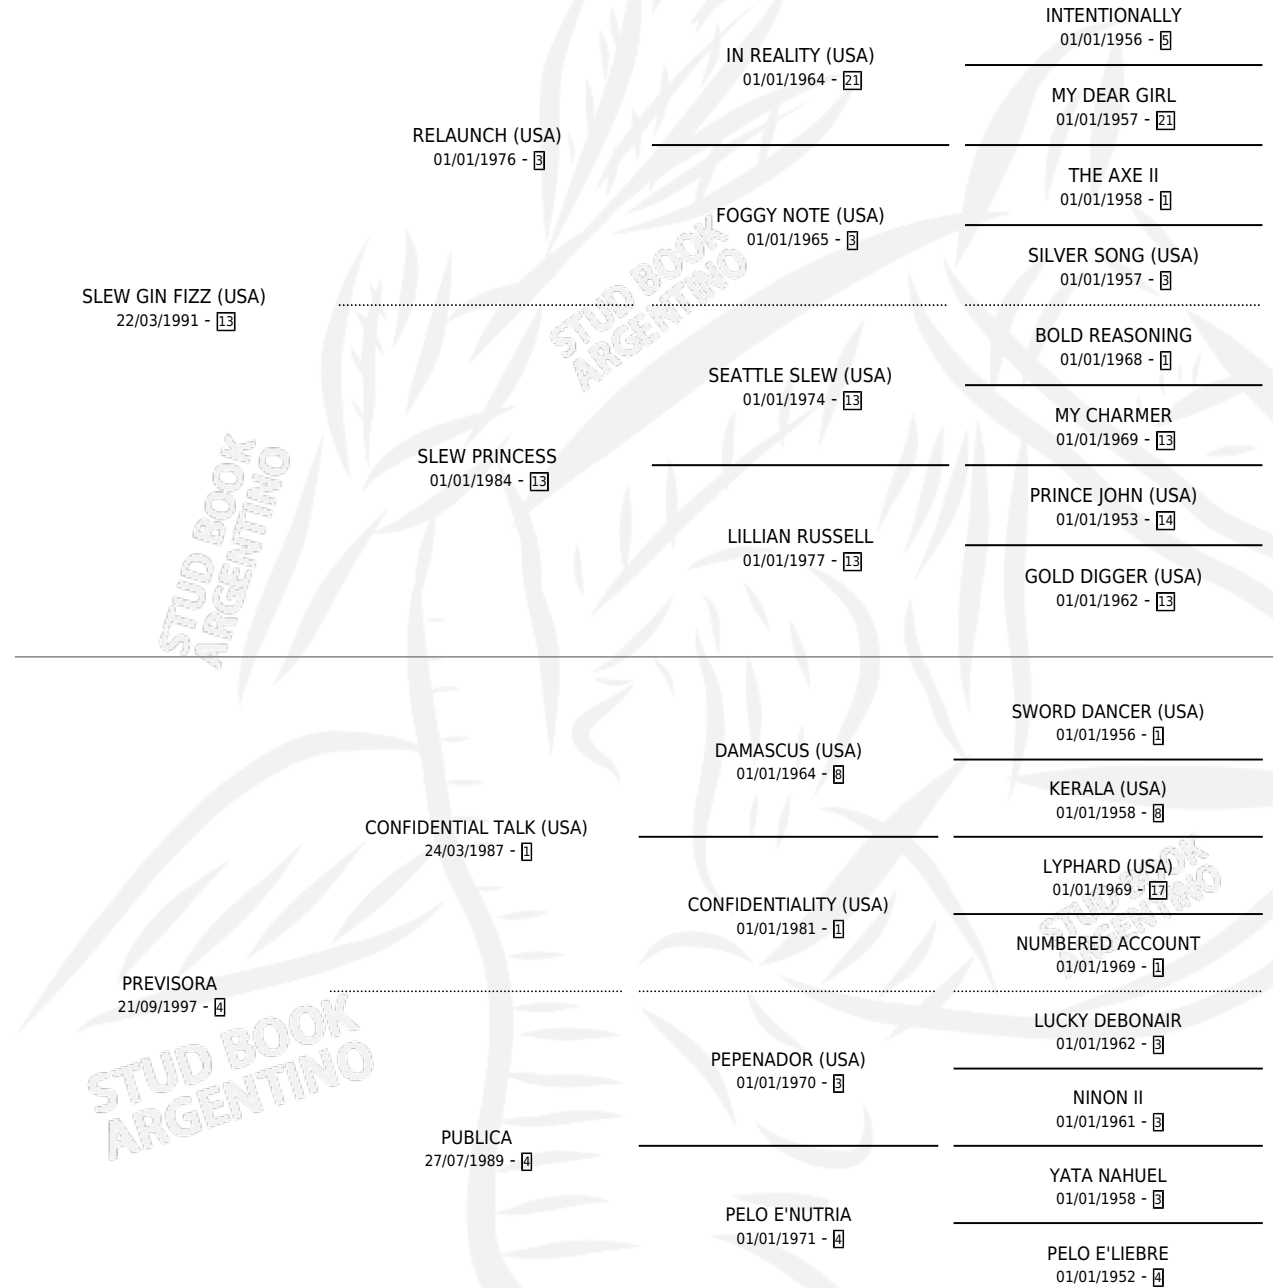 INTENTIONALLY
01/01/1956 - 5
IN REALITY (USA)
01/01/1964 - 21
MY DEAR GIRL
01/01/1957 - 21
RELAUNCH (USA)
01/01/1976 - 3
THE AXE II
01/01/1958 - 1
FOGGY NOTE (USA)
01/01/1965 - 3
SILVER SONG (USA)
01/01/1957 - 3
SLEW GIN FIZZ (USA)
22/03/1991 - 13
STUD BOOK
ARGENTINO
BOLD REASONING
01/01/1968 - 1
SEATTLE SLEW (USA)
01/01/1974 - 13
MY CHARMER
01/01/1969 - 13
SLEW PRINCESS
01/01/1984 - 13
PRINCE JOHN (USA)
01/01/1953 - 14
LILLIAN RUSSELL
01/01/1977 - 13
GOLD DIGGER (USA)
01/01/1962 - 13
STUD BOOK
ARGENTINO
SWORD DANCER (USA)
01/01/1956 - 1
DAMASCUS (USA)
01/01/1964 - 8
KERALA (USA)
01/01/1958 - 8
CONFIDENTIAL TALK (USA)
24/03/1987 - 1
LYPHARD (USA)
01/01/1969 - 17
CONFIDENTIALITY (USA)
01/01/1981 - 1
NUMBERED ACCOUNT
01/01/1969 - 1
STUD BOOK
ARGENTINO
PREVISORA
21/09/1997 - 4
LUCKY DEBONAIR
01/01/1962 - 3
PEPENADOR (USA)
01/01/1970 - 3
NINON II
01/01/1961 - 3
STUD BOOK
ARGENTINO
PUBLICA
27/07/1989 - 4
YATA NAHUEL
01/01/1958 - 3
PELO E'NUTRIA
01/01/1971 - 4
PELO E'LIEBRE
01/01/1952 - 4